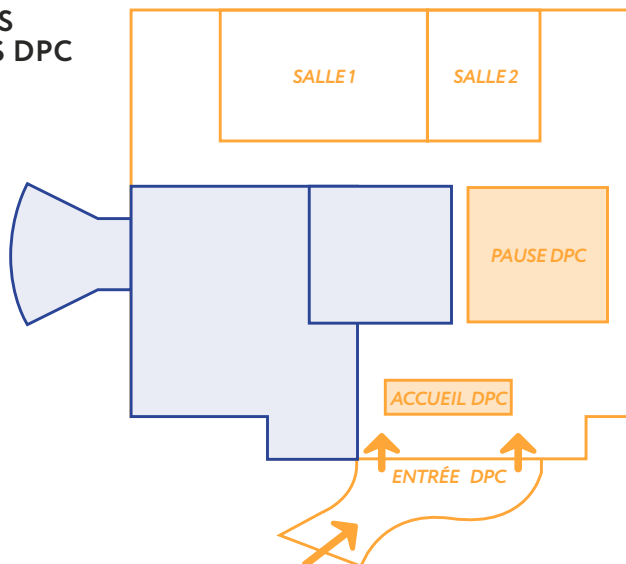 S
S DPC
SALLE 1
SALLE 2
PAUSE DPC
ACCUEIL DPC
ENTRÉE DPC